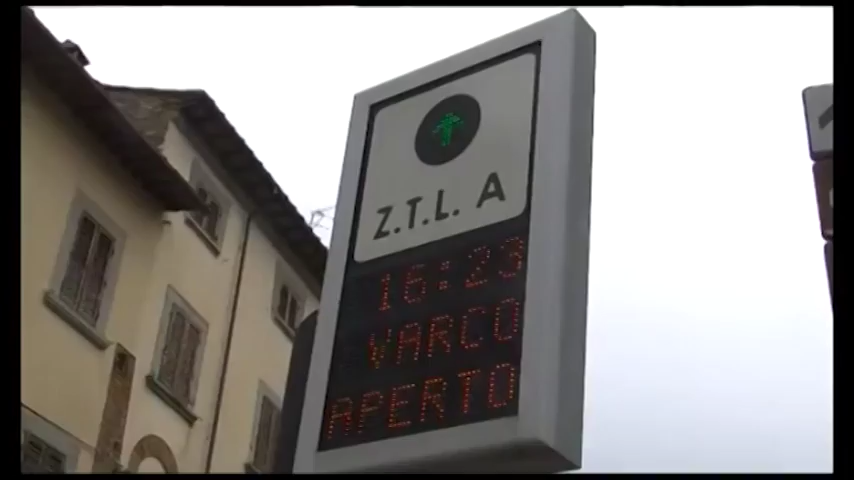 Z.T.L. A
16:23
VARCO
APERTO